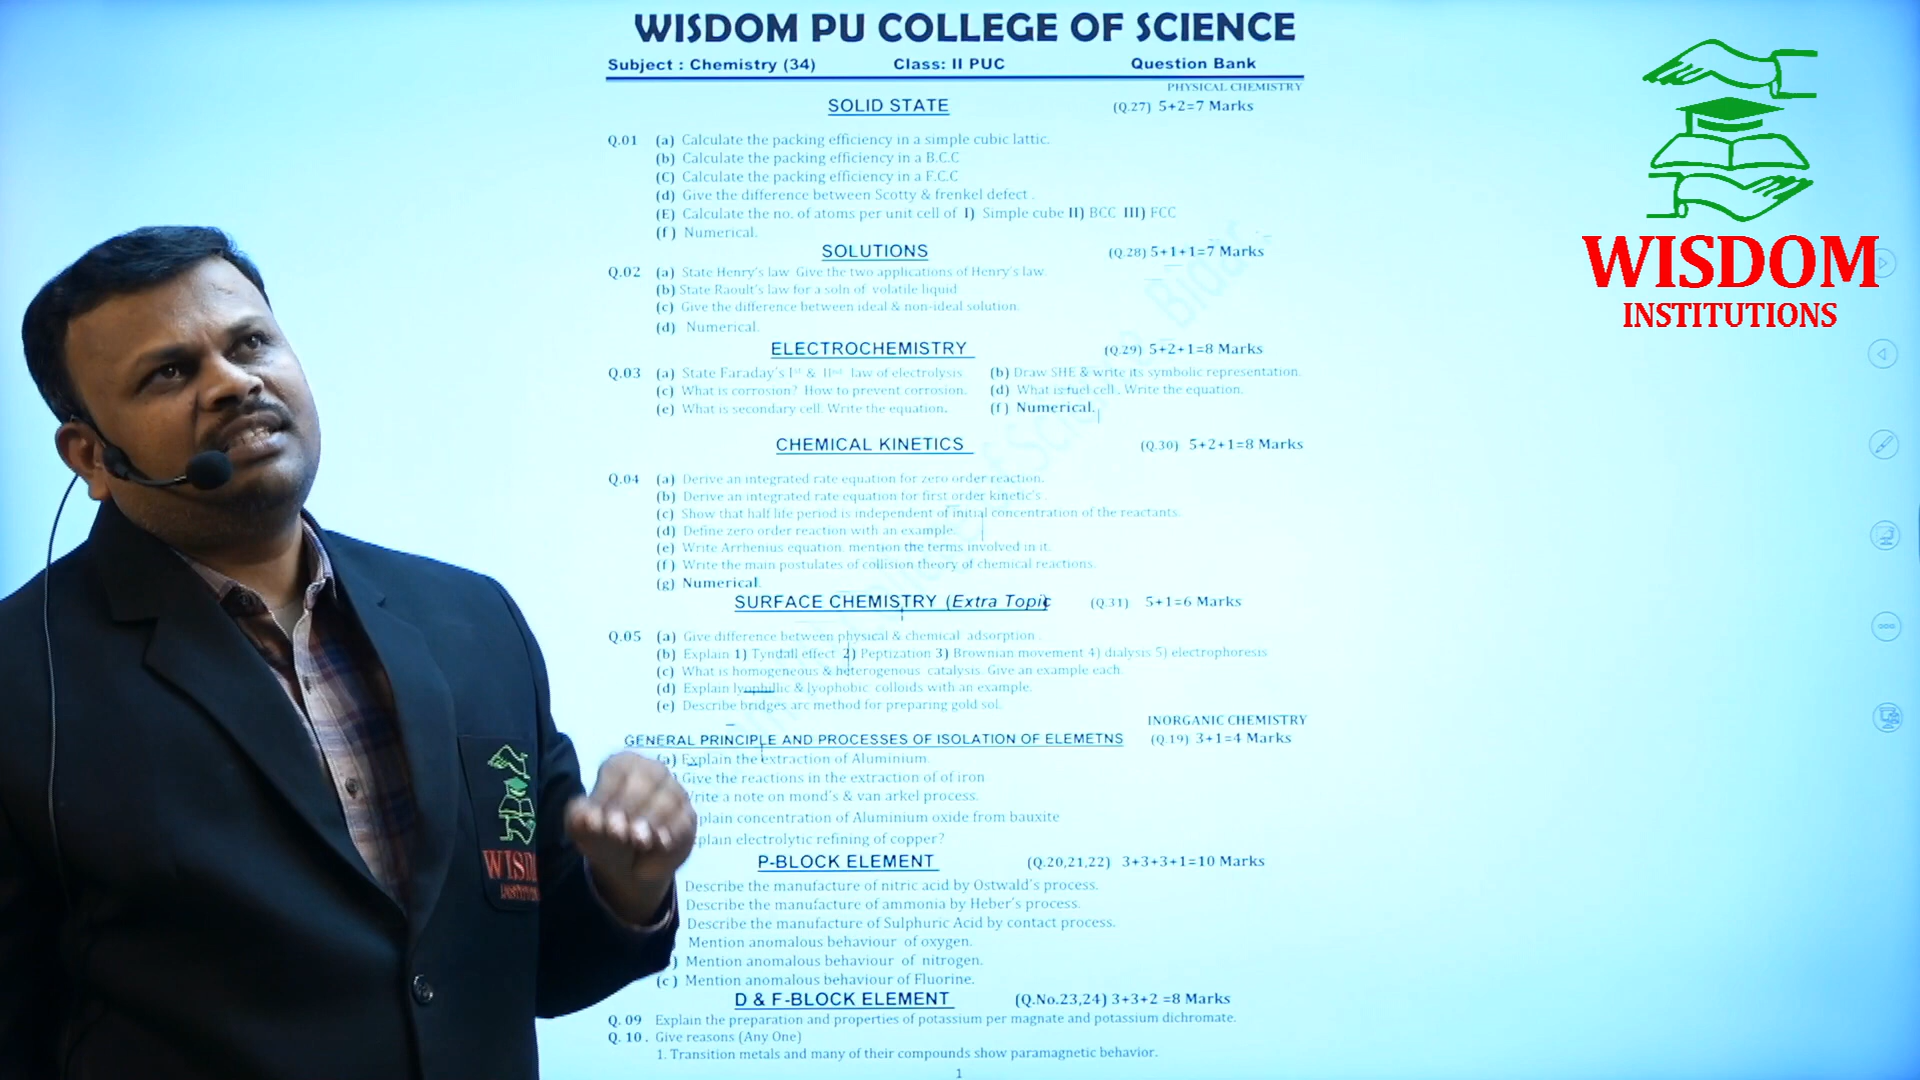 WISDOM PU COLLEGE OF SCIENCE
Subject : Chemistry (34) Class: II PUC Question Bank
PHYSICAL CHEMISTRY
SOLID STATE (Q.27) 5+2=7 Marks
Q.01 (a) Calculate the packing efficiency in a simple cubic lattic.
(b) Calculate the packing efficiency in a B.C.C
(C) Calculate the packing efficiency in a F.C.C
(d) Give the difference between Scotty & frenkel defect .
(E) Calculate the no. of atoms per unit cell of I) Simple cube II) BCC III) FCC
(f) Numerical.
SOLUTIONS (Q.28) 5+1+1=7 Marks
Q.02 (a) State Henry's law Give the two applications of Henry's law.
(b) State Raoult's law for a soln of volatile liquid
(c) Give the difference between ideal & non-ideal solution.
(d) Numerical.
ELECTROCHEMISTRY (Q.29) 5+2+1=8 Marks
Q.03 (a) State Faraday's Ist & IInd law of electrolysis. (b) Draw SHE & write its symbolic representation.
(c) What is corrosion? How to prevent corrosion. (d) What is fuel cell. Write the equation.
(e) What is secondary cell. Write the equation. (f) Numerical.
CHEMICAL KINETICS (Q.30) 5+2+1=8 Marks
Q.04 (a) Derive an integrated rate equation for zero order reaction.
(b) Derive an integrated rate equation for first order kinetic's
(c) Show that half life period is independent of initial concentration of the reactants.
(d) Define zero order reaction with an example.
(e) Write Arrhenius equation mention the terms involved in it.
(f) Write the main postulates of collision theory of chemical reactions.
(g) Numerical.
SURFACE CHEMISTRY (Extra Topic (Q.31) 5+1=6 Marks
Q.05 (a) Give difference between physical & chemical adsorption .
(b) Explain 1) Tyndall effect 2) Peptization 3) Brownian movement 4) dialysis 5) electrophoresis
(c) What is homogeneous & heterogenous catalysis. Give an example each.
(d) Explain lyophillic & lyophobic colloids with an example.
(e) Describe bridges arc method for preparing gold sol.
INORGANIC CHEMISTRY
GENERAL PRINCIPLE AND PROCESSES OF ISOLATION OF ELEMETNS (Q.19) 3+1=4 Marks
(a) Explain the extraction of Aluminium.
Give the reactions in the extraction of of iron
Write a note on mond's & van arkel process.
plain concentration of Aluminium oxide from bauxite
plain electrolytic refining of copper?
P-BLOCK ELEMENT (Q.20,21,22) 3+3+3+1=10 Marks
Describe the manufacture of nitric acid by Ostwald's process.
Describe the manufacture of ammonia by Heber's process.
Describe the manufacture of Sulphuric Acid by contact process.
Mention anomalous behaviour of oxygen.
) Mention anomalous behaviour of nitrogen.
(c) Mention anomalous behaviour of Fluorine.
D & F-BLOCK ELEMENT (Q.No.23,24) 3+3+2 =8 Marks
Q. 09 Explain the preparation and properties of potassium per magnate and potassium dichromate.
Q. 10 . Give reasons (Any One)
1. Transition metals and many of their compounds show paramagnetic behavior.
1
WISDOM
INSTITUTIONS
WISD
INSTITUTION